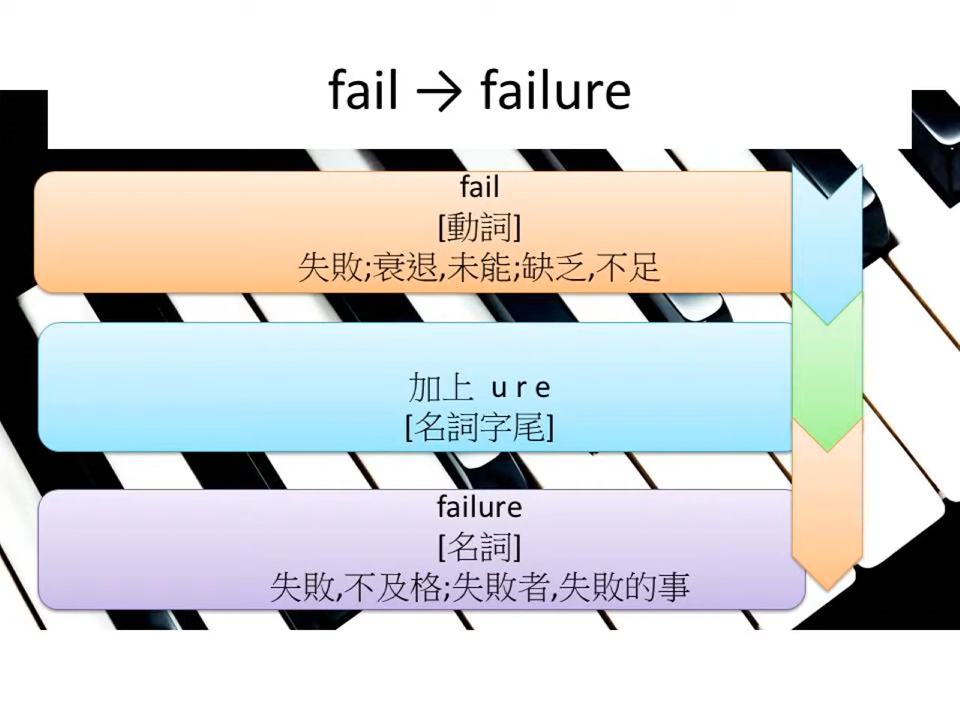 fail → failure
fail
[動詞]
失敗;衰退,未能;缺乏,不足
加上 u r e
[名詞字尾]
failure
[名詞]
失敗,不及格;失敗者,失敗的事